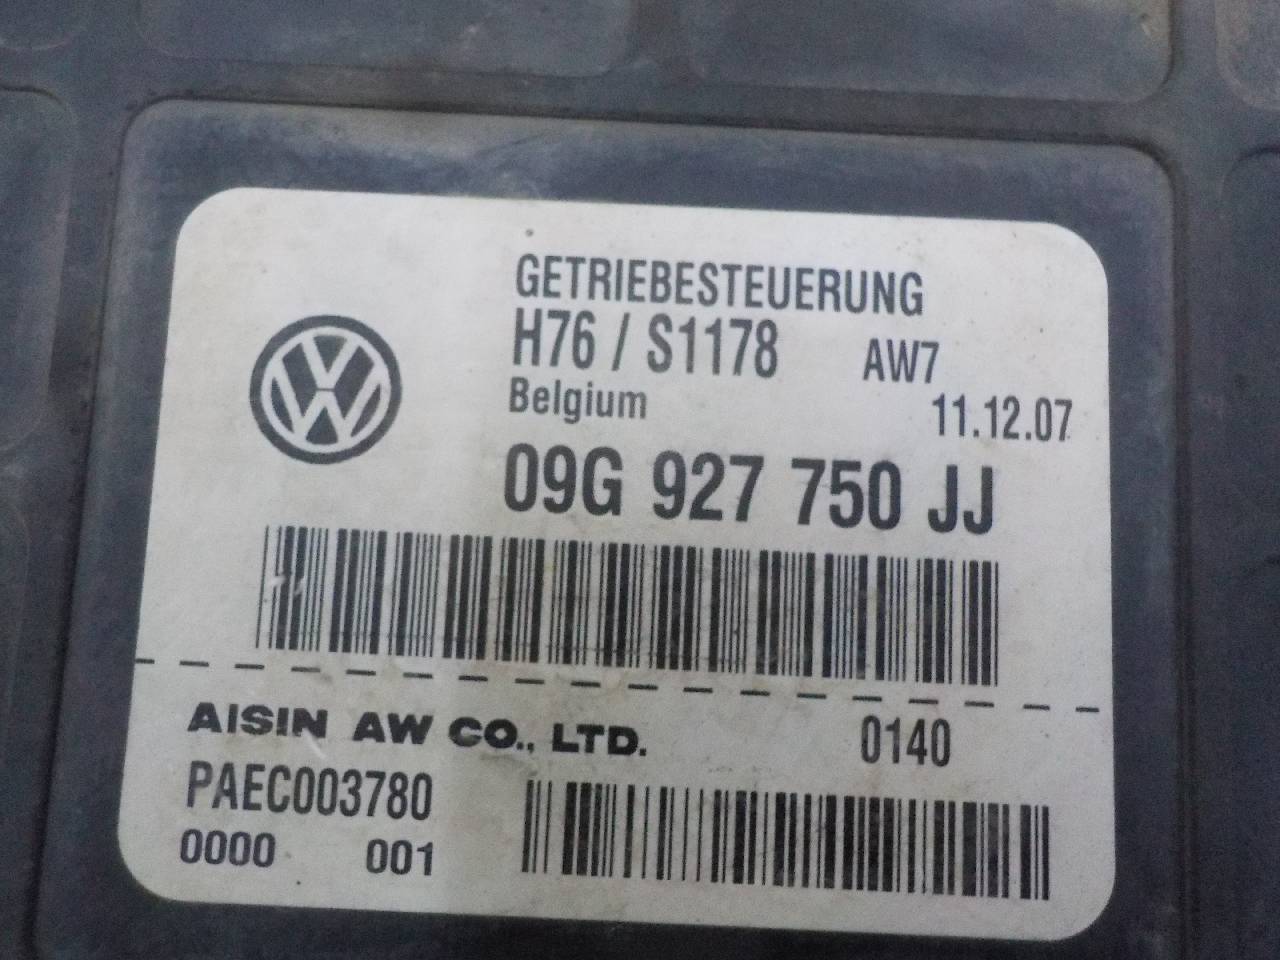 GETRIEBESTEUERUNG
H76 / S1178 AW7
Belgium 11.12.07
09G 927 750 JJ
AISIN AW CO., LTD. 0140
PAEC003780
0000 001